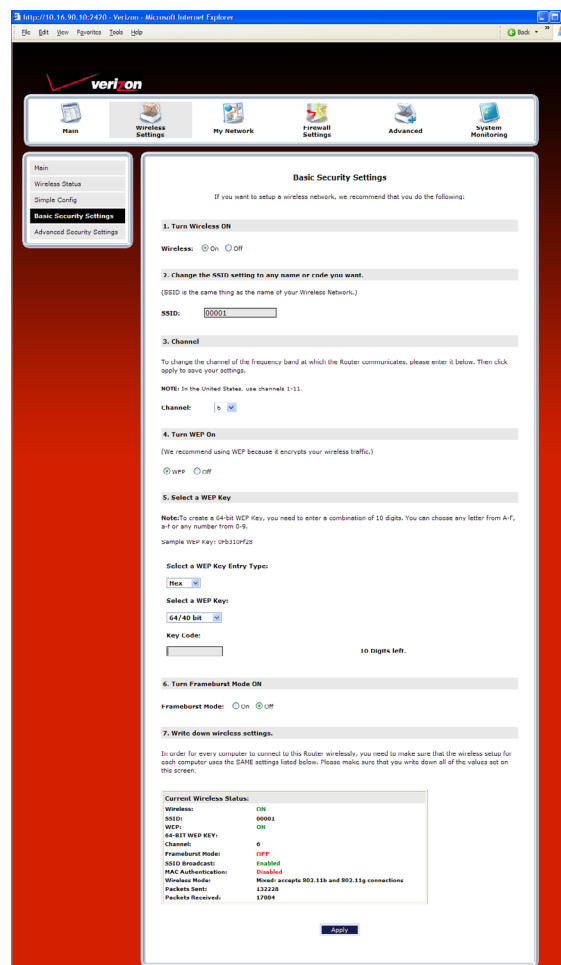 http://10.16.90.10:2420 - Verizon - Microsoft Internet Explorer
File Edit View Favorites Tools Help
Back
verizon
Main
Wireless Settings
My Network
Firewall Settings
Advanced
System Monitoring
Main
Wireless Status
Simple Config
Basic Security Settings
Advanced Security Settings
Basic Security Settings
If you want to setup a wireless network, we recommend that you do the following:
1. Turn Wireless ON
Wireless: On Off
2. Change the SSID setting to any name or code you want.
(SSID is the same thing as the name of your Wireless Network.)
SSID: 00001
3. Channel
To change the channel of the frequency band at which the Router communicates, please enter it below. Then click
apply to save your settings.
NOTE: In the United States, use channels 1-11.
Channel: 6
4. Turn WEP On
(We recommend using WEP because it encrypts your wireless traffic.)
WEP Off
5. Select a WEP Key
Note:To create a 64-bit WEP Key, you need to enter a combination of 10 digits. You can choose any letter from A-F,
a-f or any number from 0-9.
Sample WEP Key: 0Fb310Ff28
Select a WEP Key Entry Type:
Hex
Select a WEP Key:
64/40 bit
Key Code:
10 Digits left.
6. Turn Frameburst Mode ON
Frameburst Mode: On Off
7. Write down wireless settings.
In order for every computer to connect to this Router wirelessly, you need to make sure that the wireless setup for
each computer uses the SAME settings listed below. Please make sure that you write down all of the values set on
this screen.
Current Wireless Status:
Wireless: ON
SSID: 00001
WEP: ON
64-BIT WEP KEY:
Channel: 6
Frameburst Mode: OFF
SSID Broadcast: Enabled
MAC Authentication: Disabled
Wireless Mode: Mixed: accepts 802.11b and 802.11g connections
Packets Sent: 132228
Packets Received: 17004
Apply